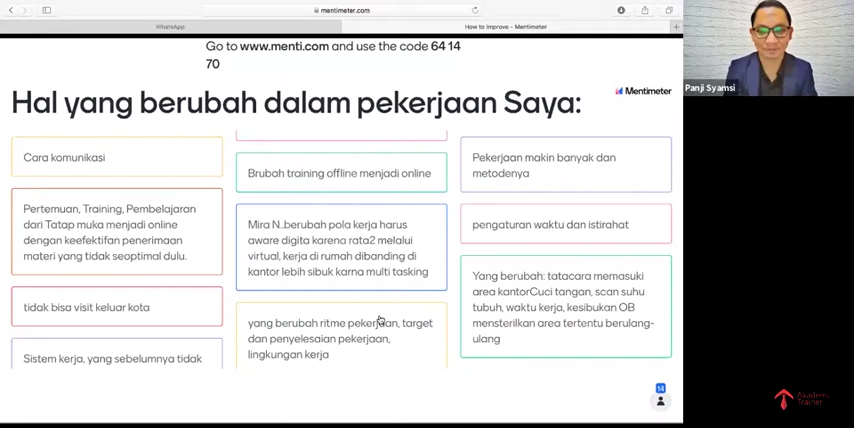 mentimeter.com
WhatsApp
How to Improve - Mentimeter
Go to www.menti.com and use the code 64 14
70
Panji Syamsi
Hal yang berubah dalam pekerjaan Saya:
Mentimeter
Cara komunikasi
Pertemuan, Training, Pembelajaran
dari Tatap muka menjadi online
dengan keefektifan penerimaan
materi yang tidak seoptimal dulu.
tidak bisa visit keluar kota
Sistem kerja, yang sebelumnya tidak
Brubah training offline menjadi online
Mira N..berubah pola kerja harus
aware digita karena rata2 melalui
virtual, kerja di rumah dibanding di
kantor lebih sibuk karna multi tasking
yang berubah ritme pekerjaan, target
dan penyelesaian pekerjaan,
lingkungan kerja
Pekerjaan makin banyak dan
metodenya
pengaturan waktu dan istirahat
Yang berubah: tatacara memasuki
area kantorCuci tangan, scan suhu
tubuh, waktu kerja, kesibukan OB
mensterilkan area tertentu berulang-
ulang
14
Akademi
Trainer